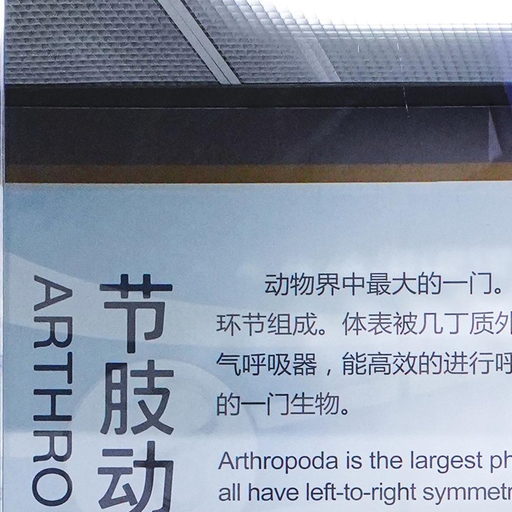 节肢动
ARTHRO
动物界中最大的一门。
环节组成。体表被几丁质外
气呼吸器，能高效的进行呼
的一门生物。
Arthropoda is the largest ph
all have left-to-right symmetr